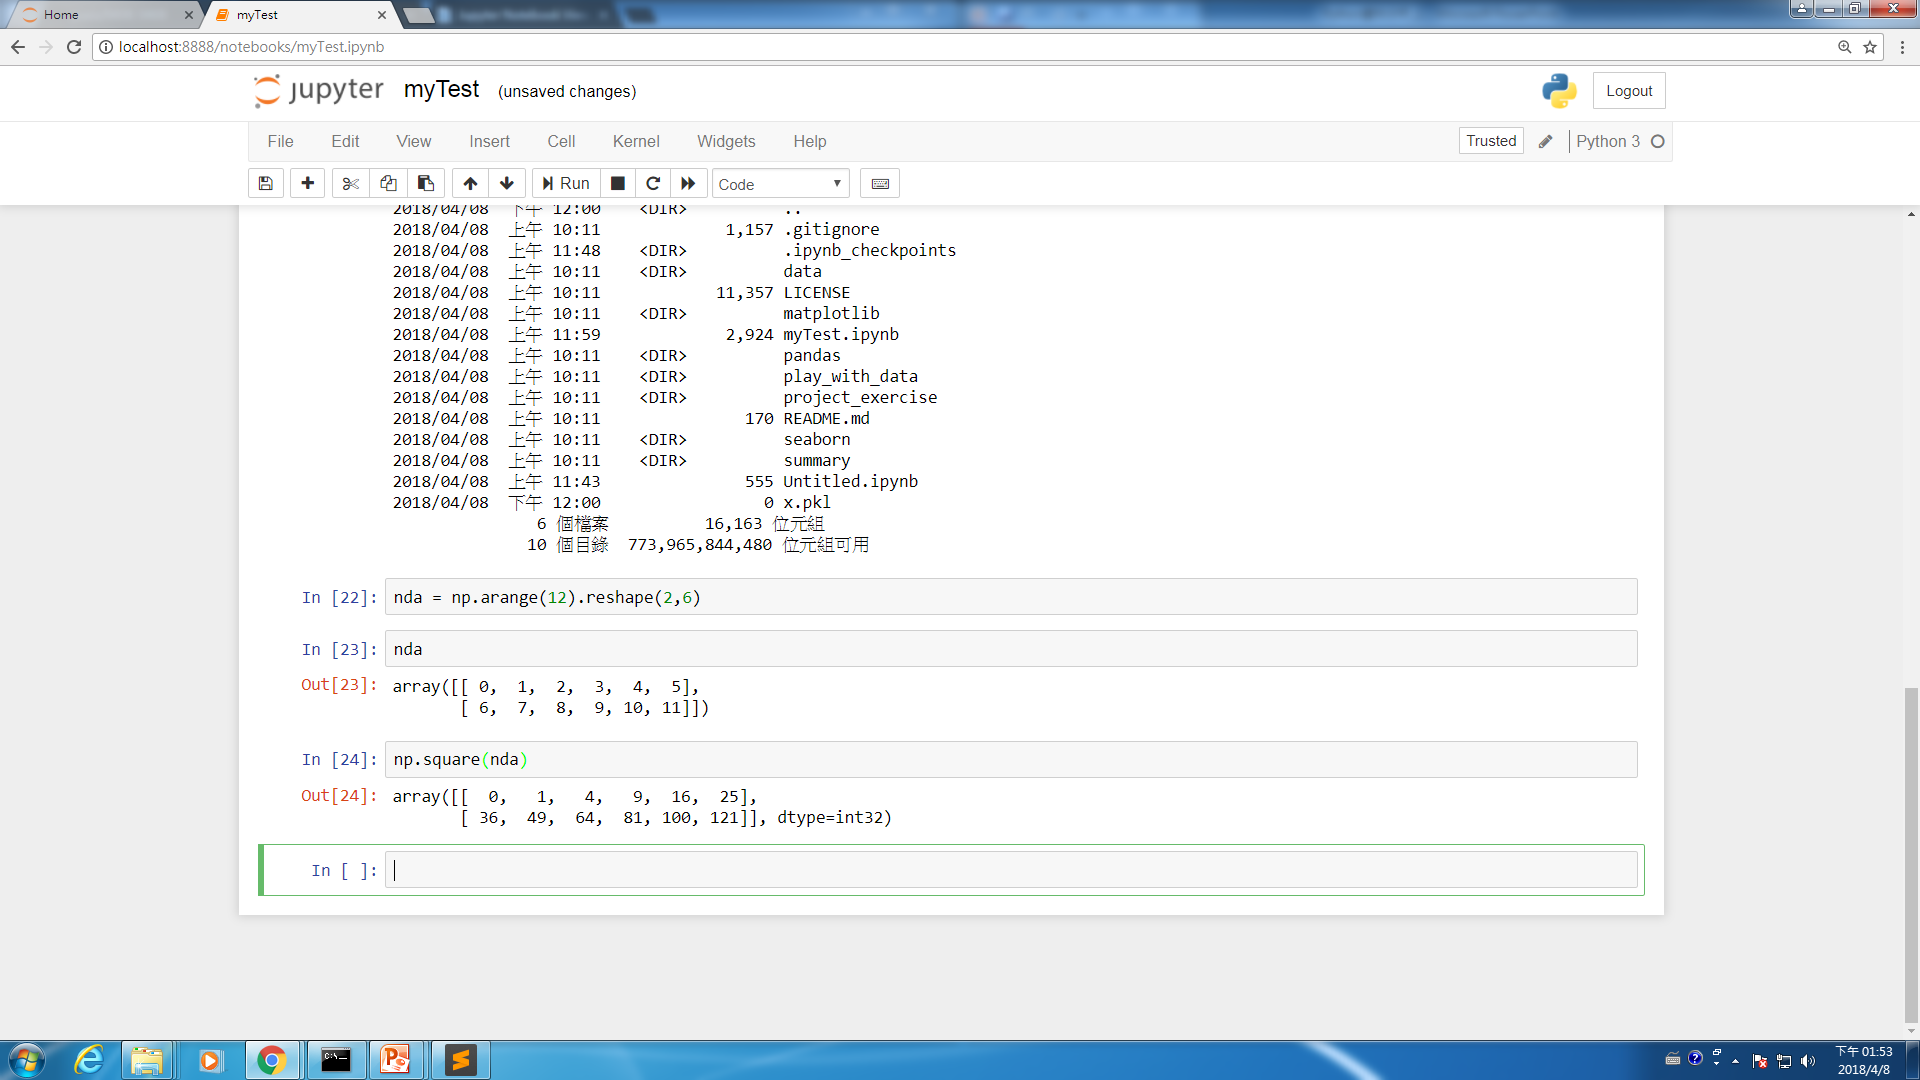 Home
myTest
localhost:8888/notebooks/myTest.ipynb
jupyter myTest (unsaved changes)
Logout
File Edit View Insert Cell Kernel Widgets Help
Trusted
Python 3
Run
Code
2018/04/08 下午 12:00 <DIR> ..
2018/04/08 上午 10:11 1,157 .gitignore
2018/04/08 上午 11:48 <DIR> .ipynb_checkpoints
2018/04/08 上午 10:11 <DIR> data
2018/04/08 上午 10:11 11,357 LICENSE
2018/04/08 上午 10:11 <DIR> matplotlib
2018/04/08 上午 11:59 2,924 myTest.ipynb
2018/04/08 上午 10:11 <DIR> pandas
2018/04/08 上午 10:11 <DIR> play_with_data
2018/04/08 上午 10:11 <DIR> project_exercise
2018/04/08 上午 10:11 170 README.md
2018/04/08 上午 10:11 <DIR> seaborn
2018/04/08 上午 10:11 <DIR> summary
2018/04/08 上午 11:43 555 Untitled.ipynb
2018/04/08 下午 12:00 0 x.pkl
6 個檔案 16,163 位元組
10 個目錄 773,965,844,480 位元組可用
In [22]: nda = np.arange(12).reshape(2,6)
In [23]: nda
Out[23]: array([[ 0, 1, 2, 3, 4, 5],
[ 6, 7, 8, 9, 10, 11]])
In [24]: np.square(nda)
Out[24]: array([[ 0, 1, 4, 9, 16, 25],
[ 36, 49, 64, 81, 100, 121]], dtype=int32)
In [ ]:
下午 01:53
2018/4/8